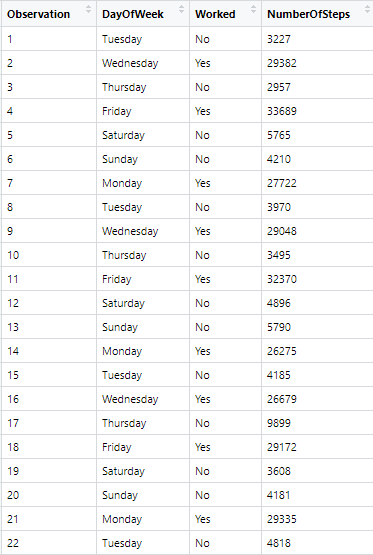 Observation DayOfWeek Worked NumberOfSteps
1 Tuesday No 3227
2 Wednesday Yes 29382
3 Thursday No 2957
4 Friday Yes 33689
5 Saturday No 5765
6 Sunday No 4210
7 Monday Yes 27722
8 Tuesday No 3970
9 Wednesday Yes 29048
10 Thursday No 3495
11 Friday Yes 32370
12 Saturday No 4896
13 Sunday No 5790
14 Monday Yes 26275
15 Tuesday No 4185
16 Wednesday Yes 26679
17 Thursday No 9899
18 Friday Yes 29172
19 Saturday No 3608
20 Sunday No 4181
21 Monday Yes 29335
22 Tuesday No 4818